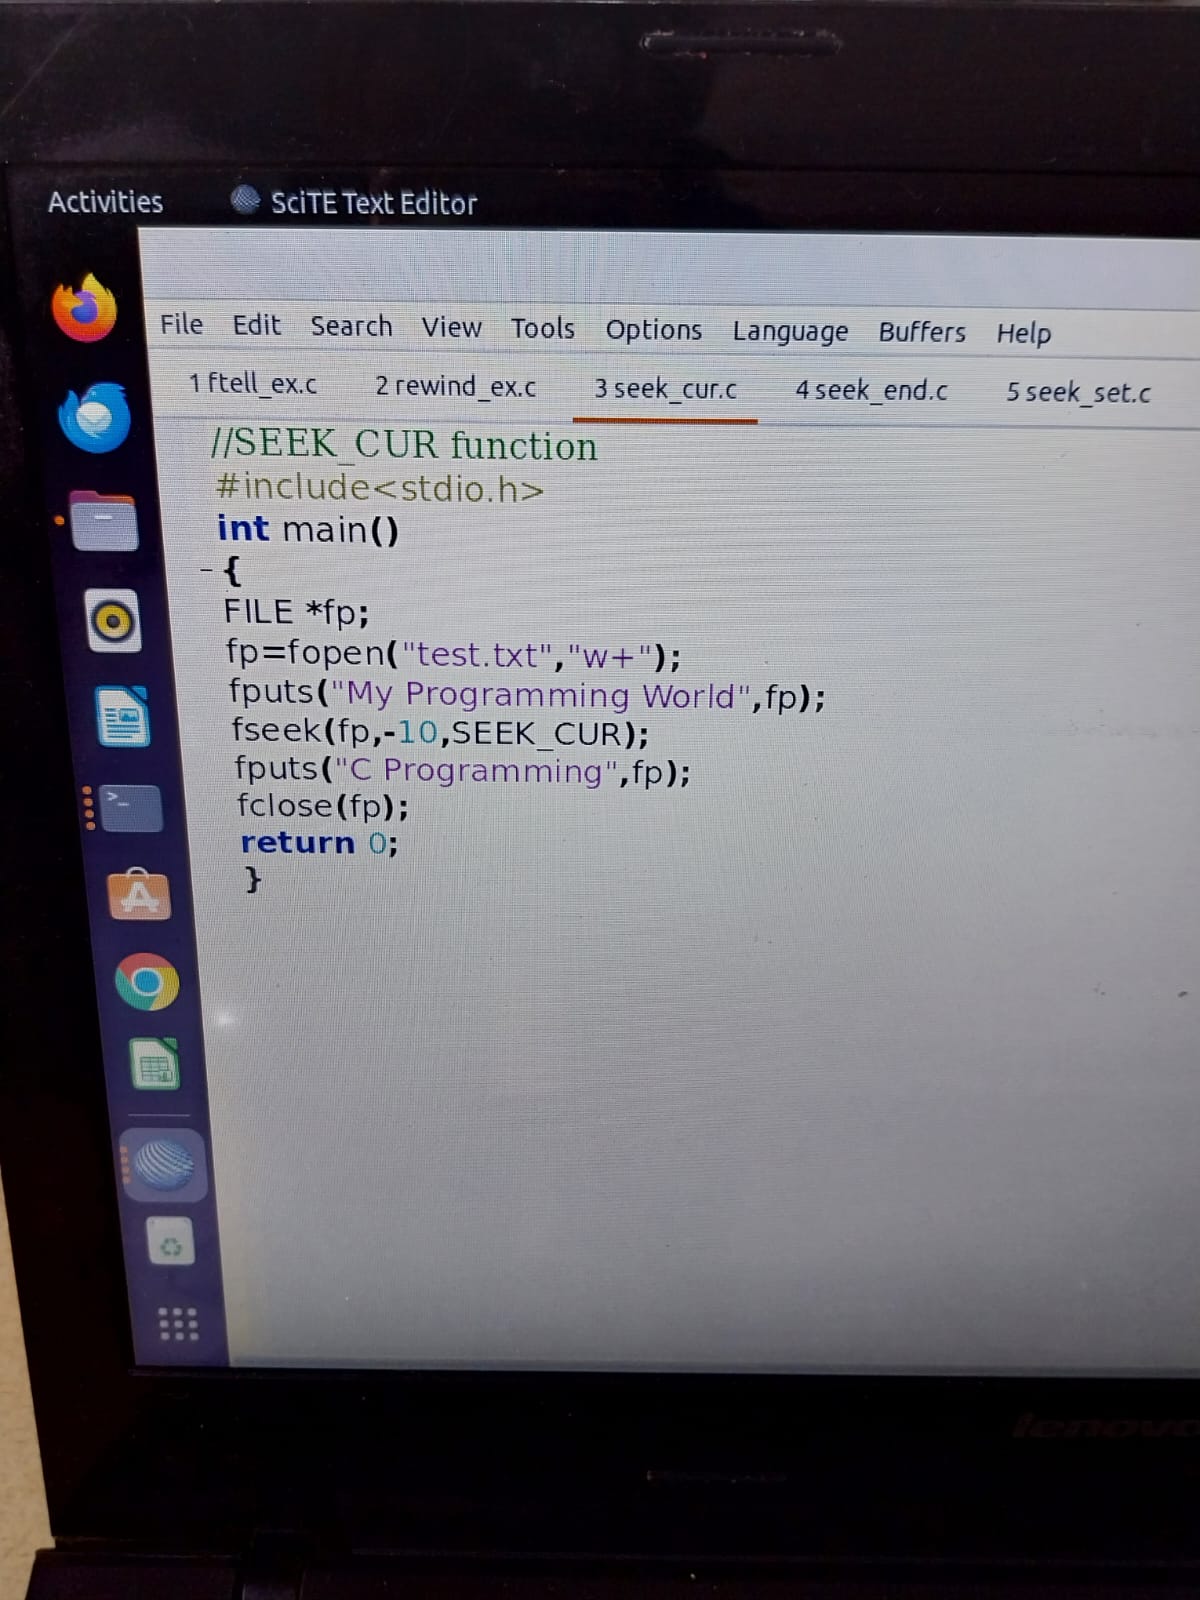 Activities SciTE Text Editor
File Edit Search View Tools Options Language Buffers Help
1 ftell_ex.c 2 rewind_ex.c 3 seek_cur.c 4 seek_end.c 5 seek_set.c
//SEEK_CUR function
#include<stdio.h>
int main()
{
FILE *fp;
fp=fopen("test.txt","w+");
fputs("My Programming World",fp);
fseek(fp,-10,SEEK_CUR);
fputs("C Programming",fp);
fclose(fp);
return 0;
}
lenovo